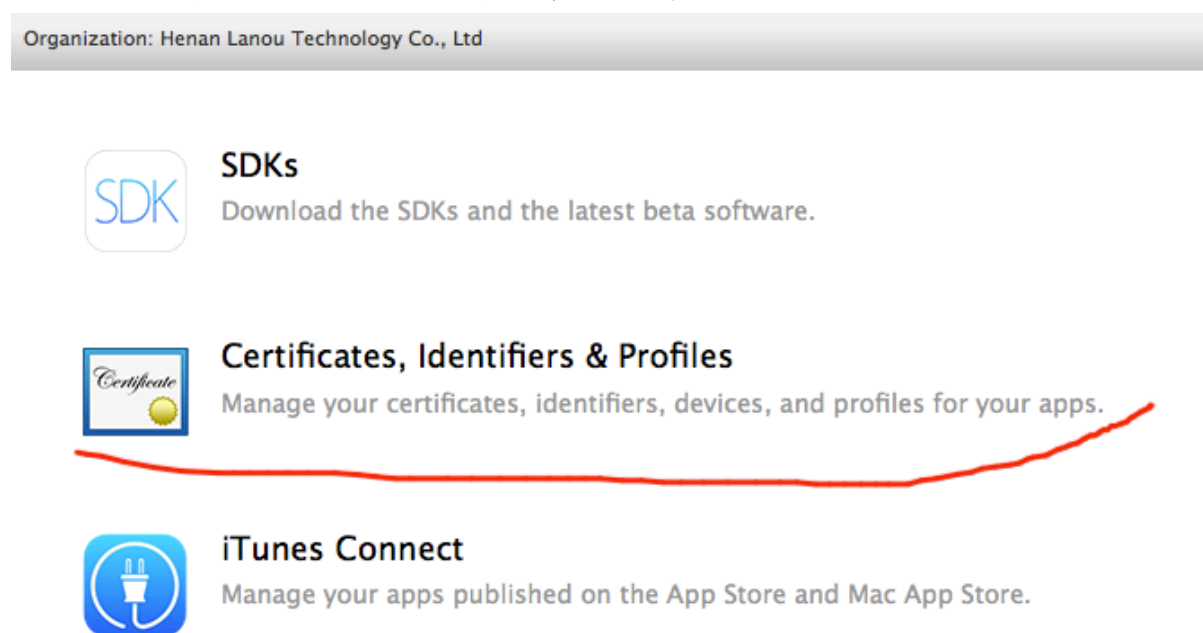 Organization: Henan Lanou Technology Co., Ltd
SDK
SDKs
Download the SDKs and the latest beta software.
Certificate
Certificates, Identifiers & Profiles
Manage your certificates, identifiers, devices, and profiles for your apps.
iTunes Connect
Manage your apps published on the App Store and Mac App Store.